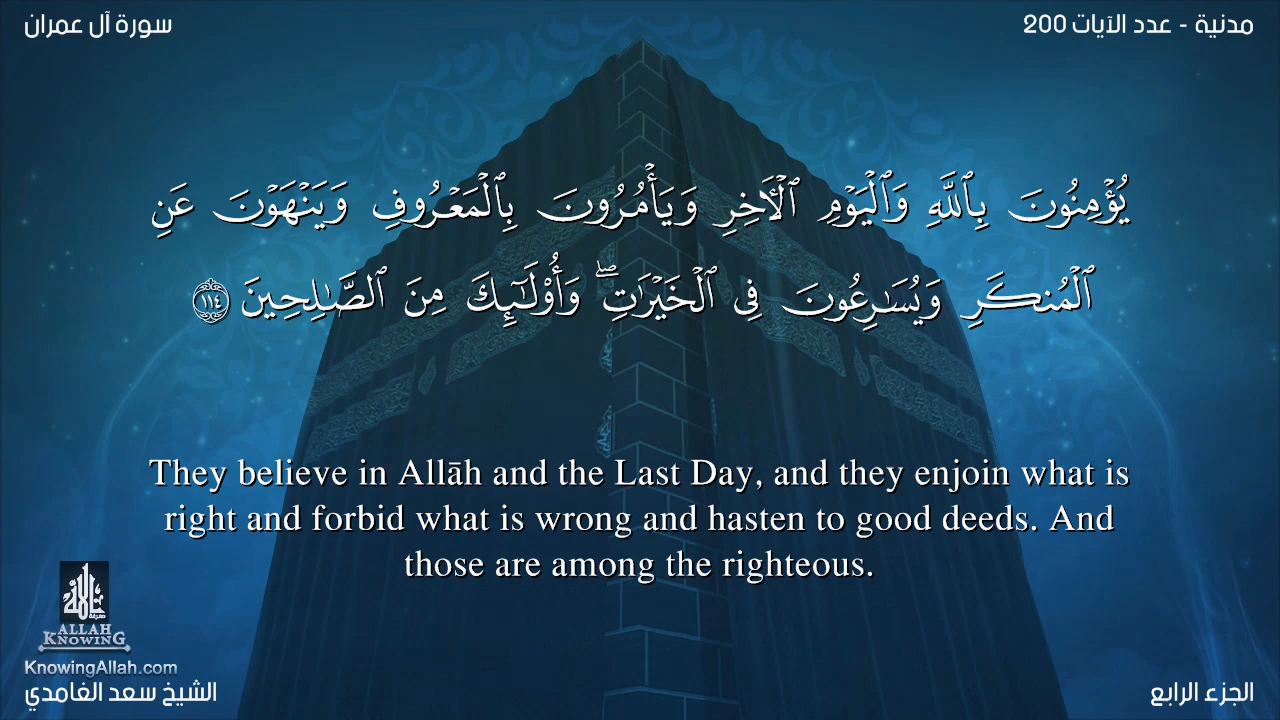 مدنية - عدد الآيات 200
سورة آل عمران
يُؤْمِنُونَ بِٱللَّهِ وَٱلْيَوْمِ ٱلْأَخِرِ وَيَأْمُرُونَ بِٱلْمَعْرُوفِ وَيَنْهَوْنَ عَنِ
ٱلْمُنكَرِ وَيُسَـٰرِعُونَ فِى ٱلْخَيْرَٰتِ ۖ وَأُو۟لَـٰٓئِكَ مِنَ ٱلصَّـٰلِحِينَ ١١٤
They believe in Allāh and the Last Day, and they enjoin what is
right and forbid what is wrong and hasten to good deeds. And
those are among the righteous.
ALLAH
KNOWING
KnowingAllah.com
الشيخ سعد الغامدي
الجزء الرابع